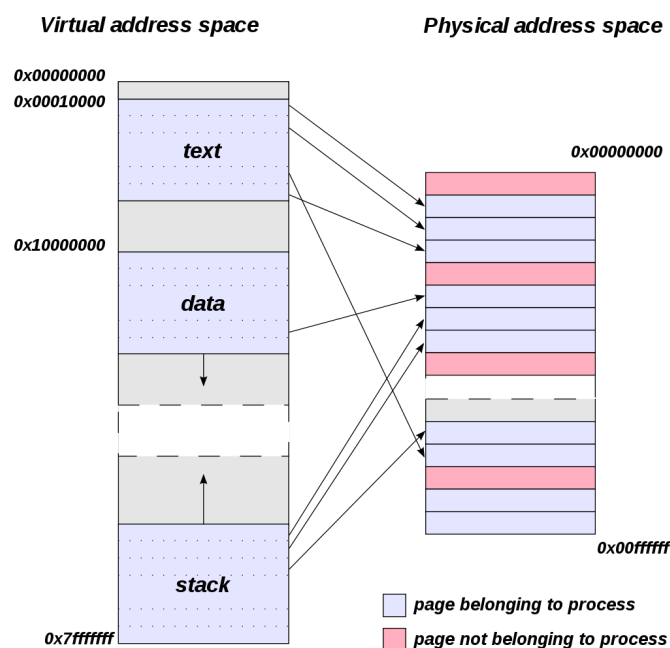 Virtual address space
Physical address space
0x00000000
0x00010000
text
0x10000000
data
stack
0x7fffffff
0x00000000
0x00ffffff
page belonging to process
page not belonging to process